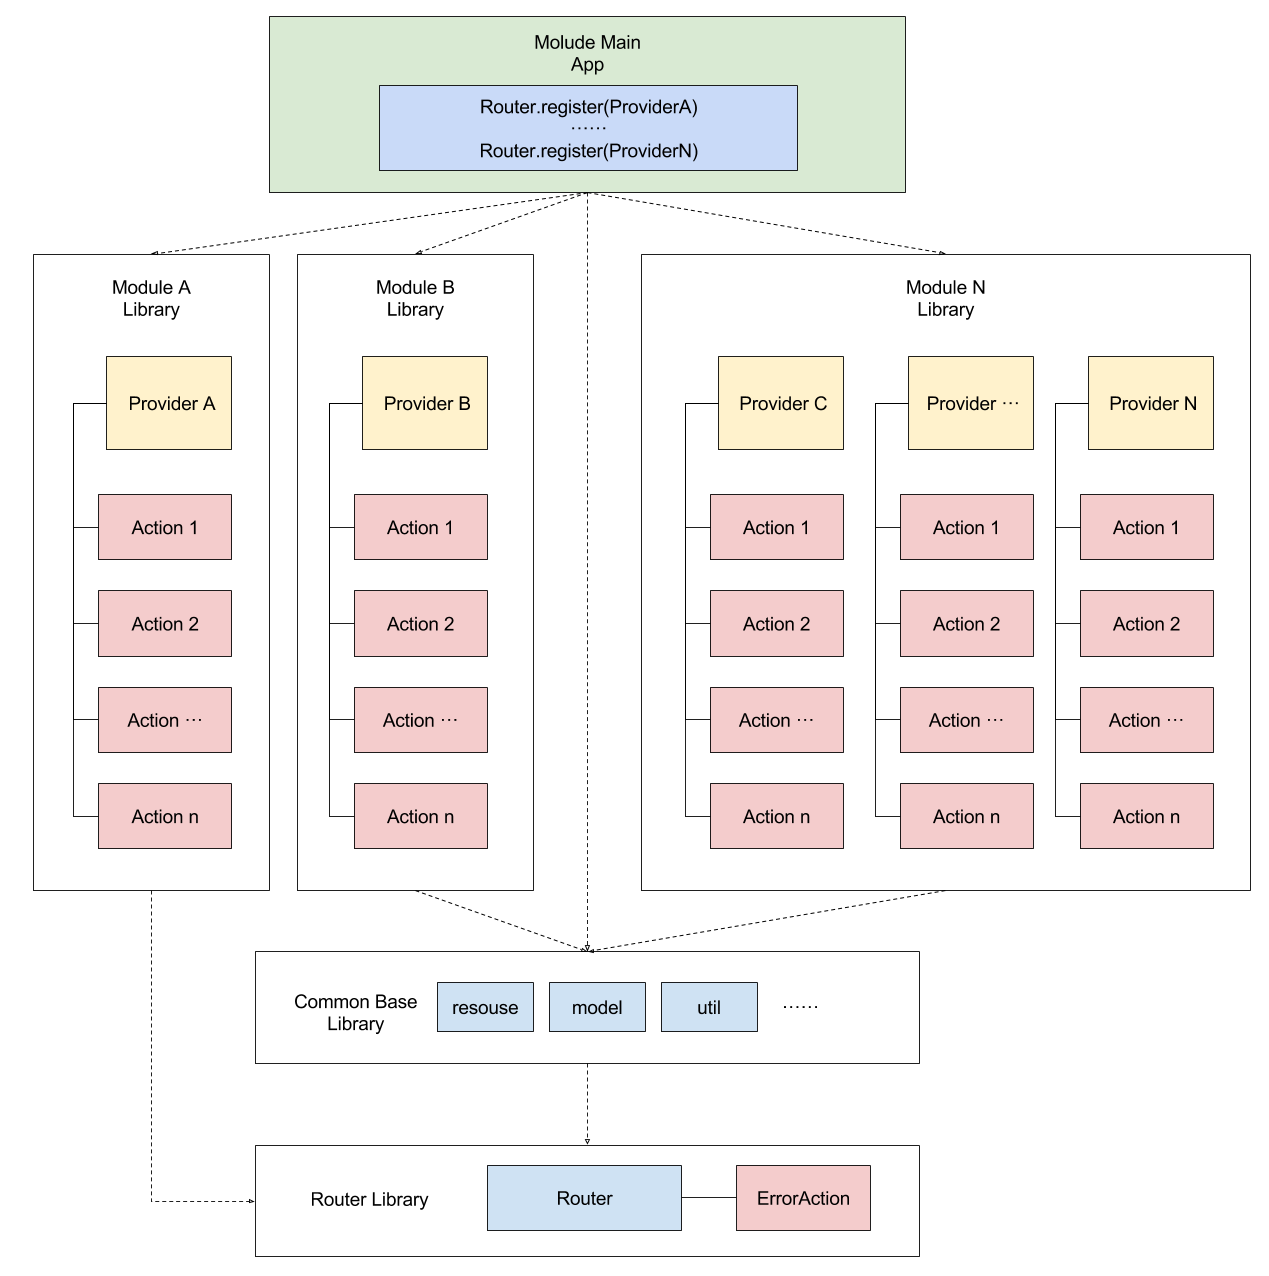 Molude Main
App
Router.register(ProviderA)
······
Router.register(ProviderN)
Module A
Library
Provider A
Action 1
Action 2
Action ···
Action n
Module B
Library
Provider B
Action 1
Action 2
Action ···
Action n
Module N
Library
Provider C
Action 1
Action 2
Action ···
Action n
Provider ···
Action 1
Action 2
Action ···
Action n
Provider N
Action 1
Action 2
Action ···
Action n
Common Base
Library
resouse
model
util
······
Router Library
Router
ErrorAction